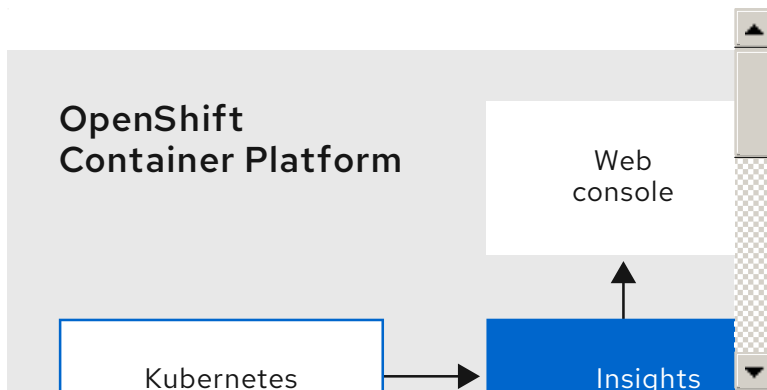 OpenShift
Container Platform
Web
console
Kubernetes
Insights